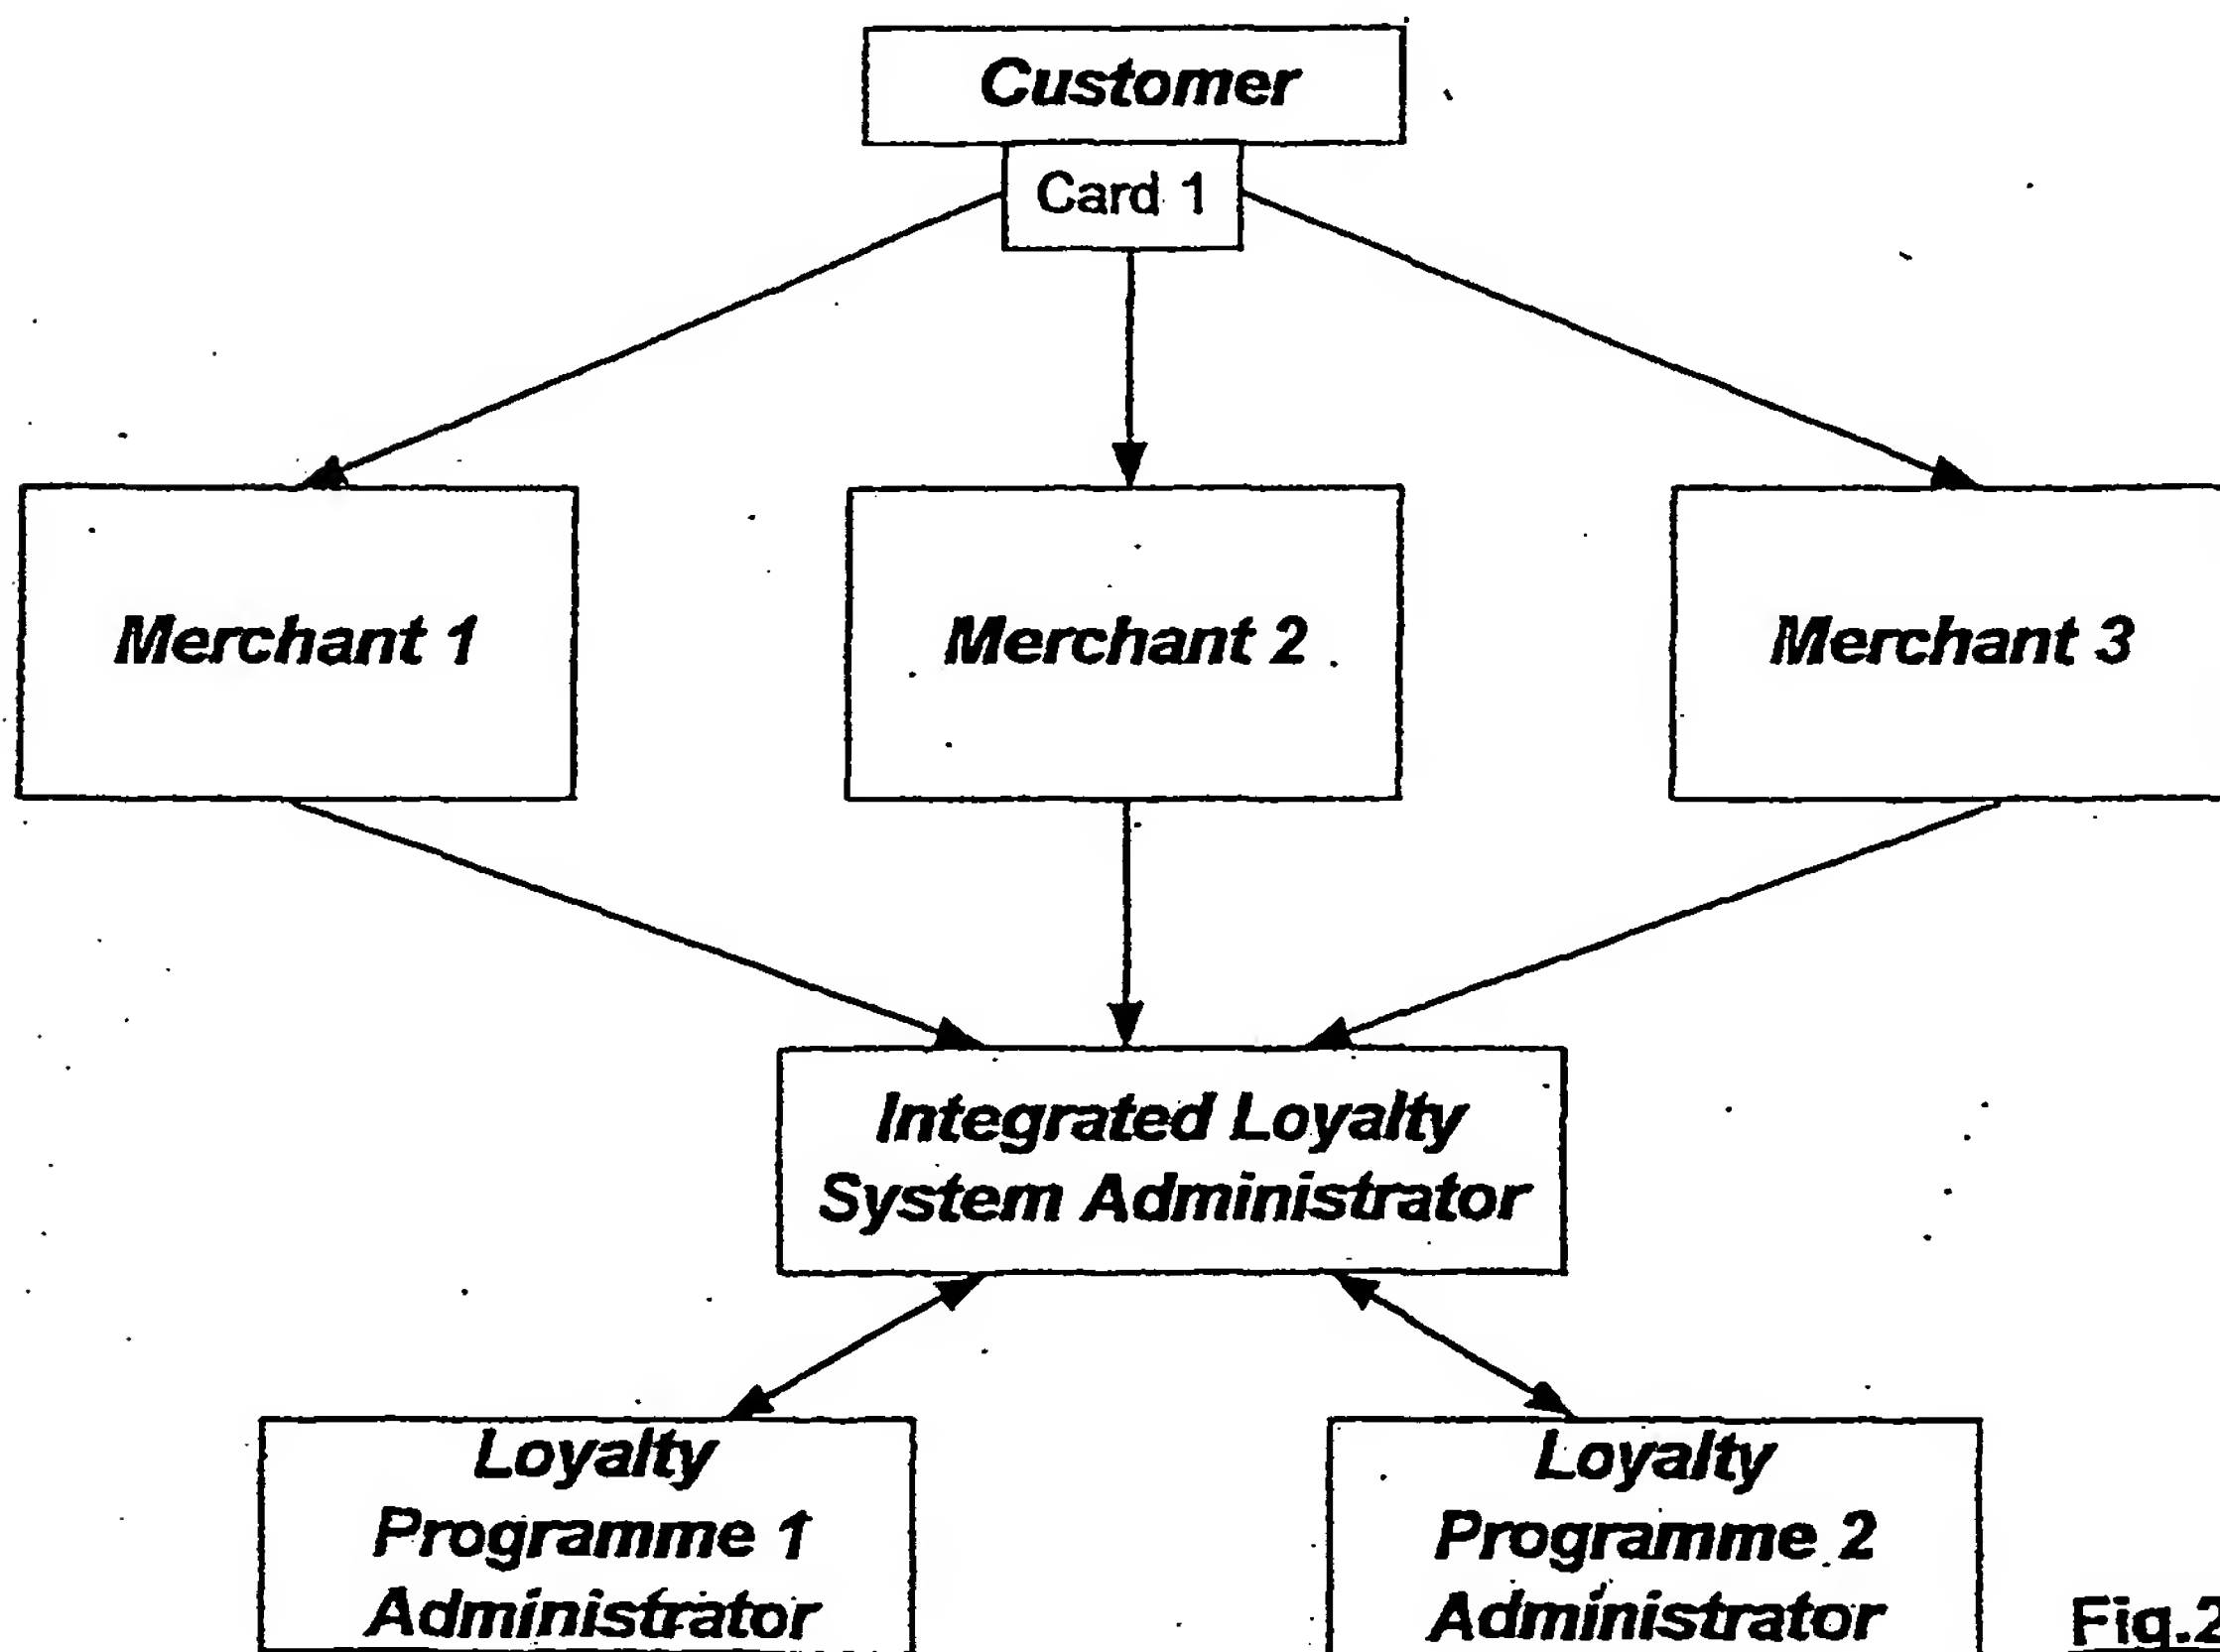 Customer
Card 1
Merchant 1
Merchant 2
Merchant 3
Integrated Loyalty
System Administrator
Loyalty
Programme 1
Administrator
Loyalty
Programme 2
Administrator
Fig.2